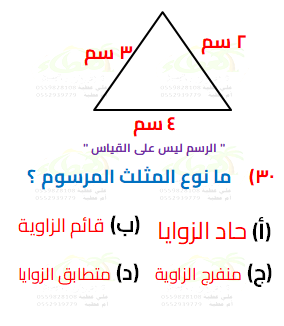 ٣ سم
٢ سم
٤ سم
" الرسم ليس على القياس "
٣٠) ما نوع المثلث المرسوم ؟
(أ) حاد الزوايا (ب) قائم الزاوية
(ج) منفرج الزاوية (د) متطابق الزوايا